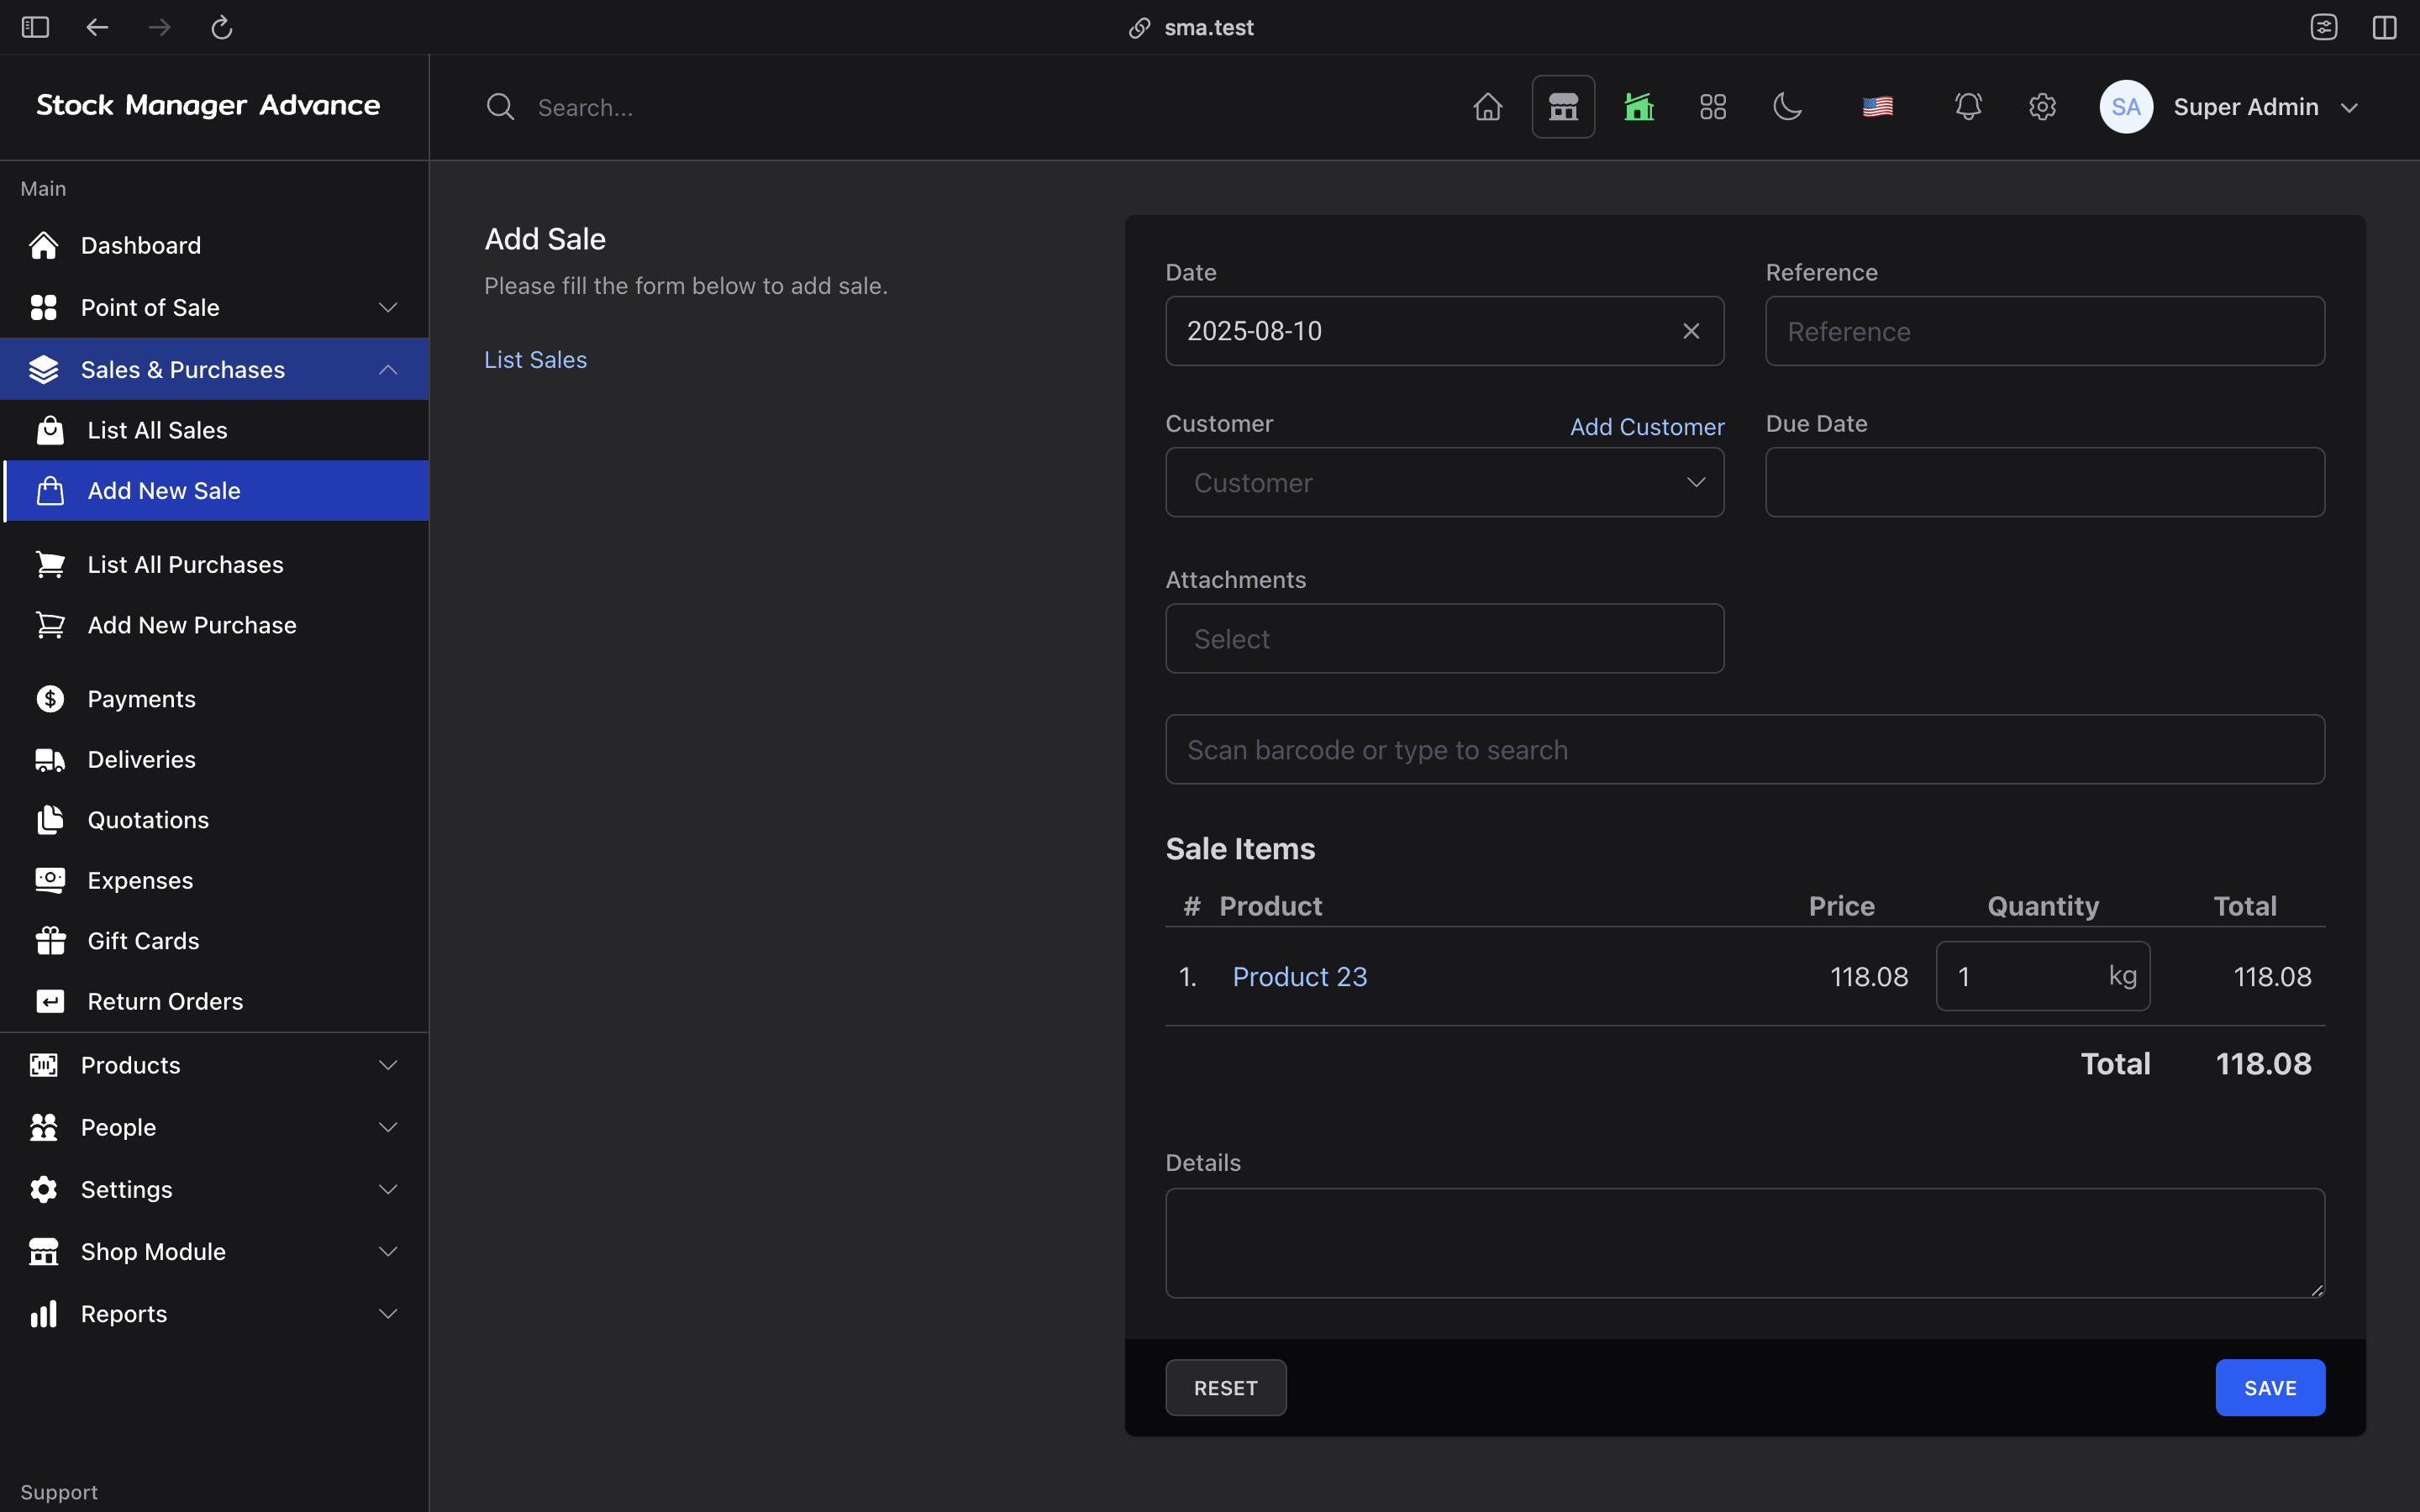 sma.test
Stock Manager Advance
Search...
SA
Super Admin
Main
Dashboard
Point of Sale
Sales & Purchases
List All Sales
Add New Sale
List All Purchases
Add New Purchase
Payments
Deliveries
Quotations
Expenses
Gift Cards
Return Orders
Products
People
Settings
Shop Module
Reports
Support
Add Sale
Please fill the form below to add sale.
List Sales
Date
Reference
2025-08-10
Reference
Customer
Add Customer
Due Date
Customer
Attachments
Select
Scan barcode or type to search
Sale Items
# Product Price Quantity Total
1. Product 23 118.08 1 kg 118.08
Total 118.08
Details
RESET
SAVE